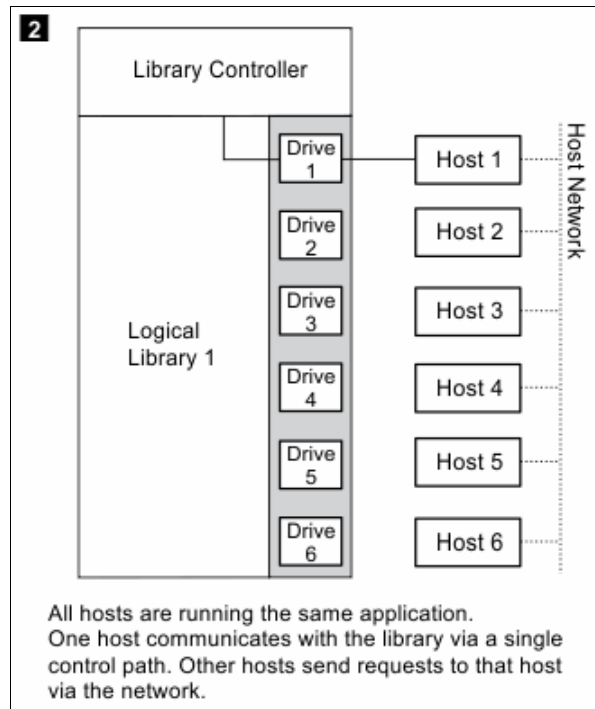 2
Library Controller
Drive
1
Host 1
Host Network
Drive
2
Host 2
Drive
3
Host 3
Logical
Library 1
Drive
4
Host 4
Drive
5
Host 5
Drive
6
Host 6
All hosts are running the same application.
One host communicates with the library via a single
control path. Other hosts send requests to that host
via the network.